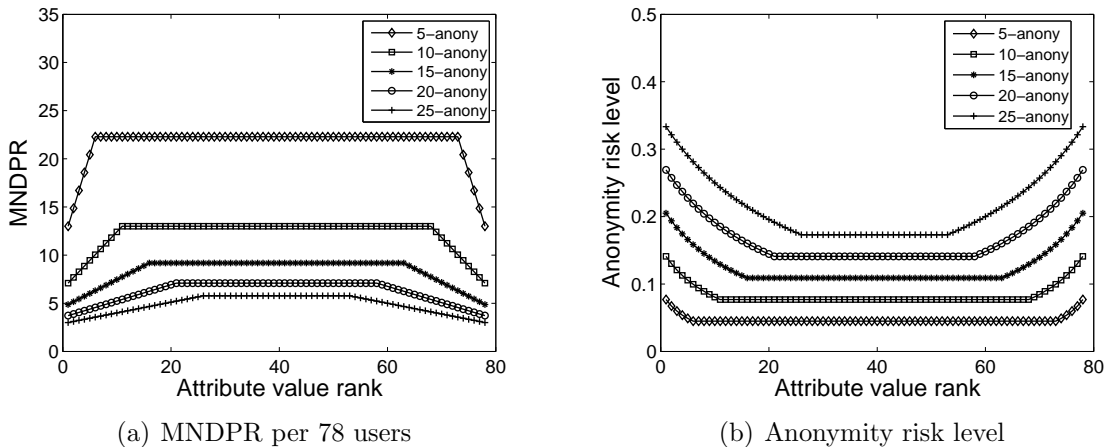 35
30
25
20
15
10
5
0
MNDPR
5−anony
10−anony
15−anony
20−anony
25−anony
0 20 40 60 80
Attribute value rank
(a) MNDPR per 78 users
0.5
0.4
0.3
0.2
0.1
0
Anonymity risk level
5−anony
10−anony
15−anony
20−anony
25−anony
0 20 40 60 80
Attribute value rank
(b) Anonymity risk level